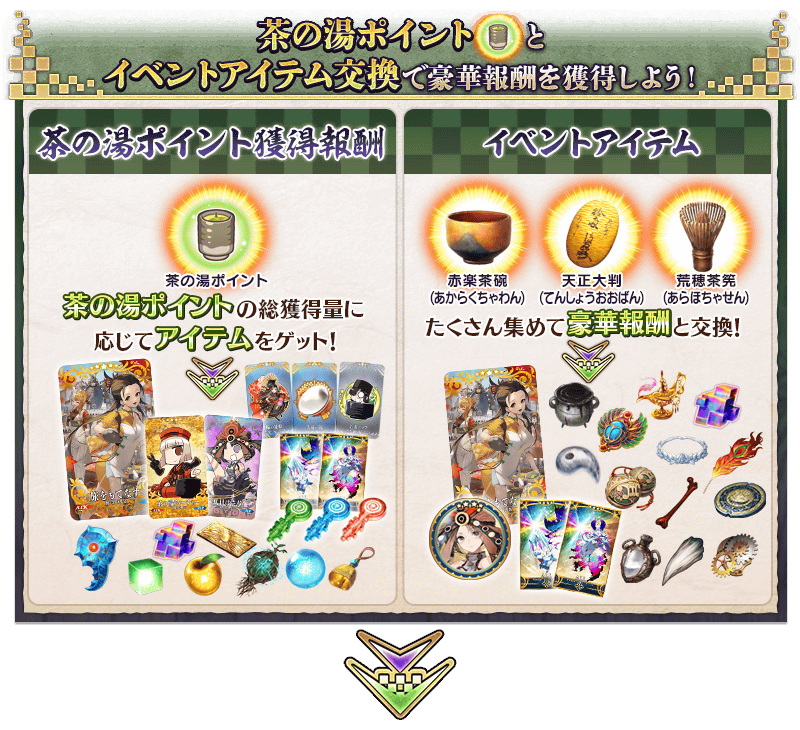 茶の湯ポイントと
イベントアイテム交換で豪華報酬を獲得しよう!
茶の湯ポイント獲得報酬
茶の湯ポイント
茶の湯ポイントの総獲得量に
応じてアイテムをゲット!
イベントアイテム
赤楽茶碗
(あからくちゃわん)
天正大判
(てんしょうおおばん)
荒穂茶筅
(あらほちゃせん)
たくさん集めて豪華報酬と交換!